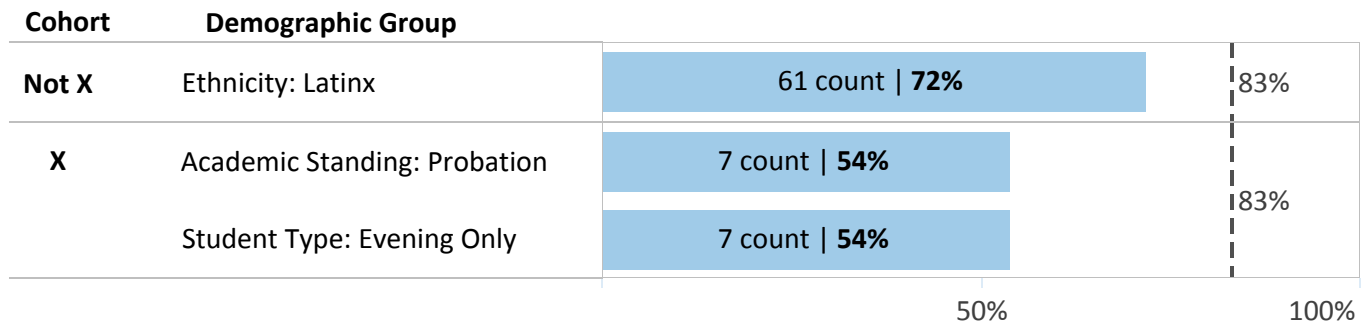 Cohort Demographic Group
Not X Ethnicity: Latinx 61 count | 72% 83%
X Academic Standing: Probation 7 count | 54%
83%
Student Type: Evening Only 7 count | 54%
50% 100%